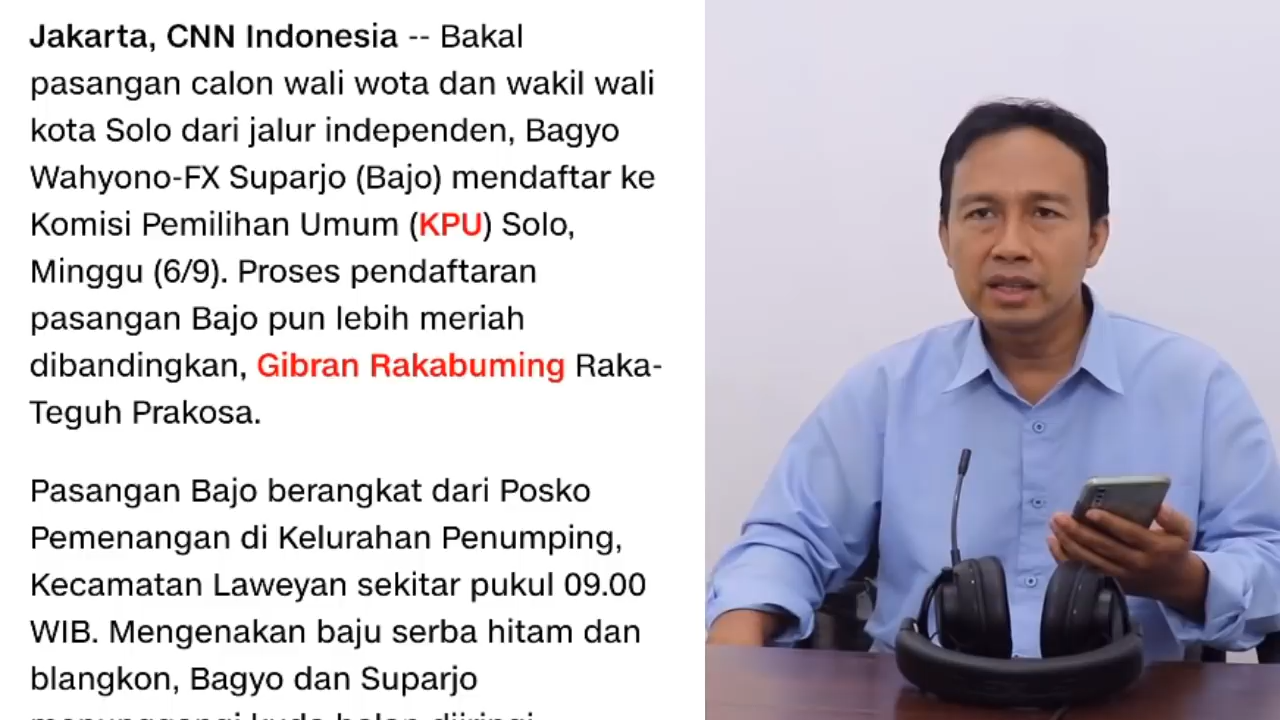 Jakarta, CNN Indonesia -- Bakal
pasangan calon wali wota dan wakil wali
kota Solo dari jalur independen, Bagyo
Wahyono-FX Suparjo (Bajo) mendaftar ke
Komisi Pemilihan Umum (KPU) Solo,
Minggu (6/9). Proses pendaftaran
pasangan Bajo pun lebih meriah
dibandingkan, Gibran Rakabuming Raka-
Teguh Prakosa.
Pasangan Bajo berangkat dari Posko
Pemenangan di Kelurahan Penumping,
Kecamatan Laweyan sekitar pukul 09.00
WIB. Mengenakan baju serba hitam dan
blangkon, Bagyo dan Suparjo